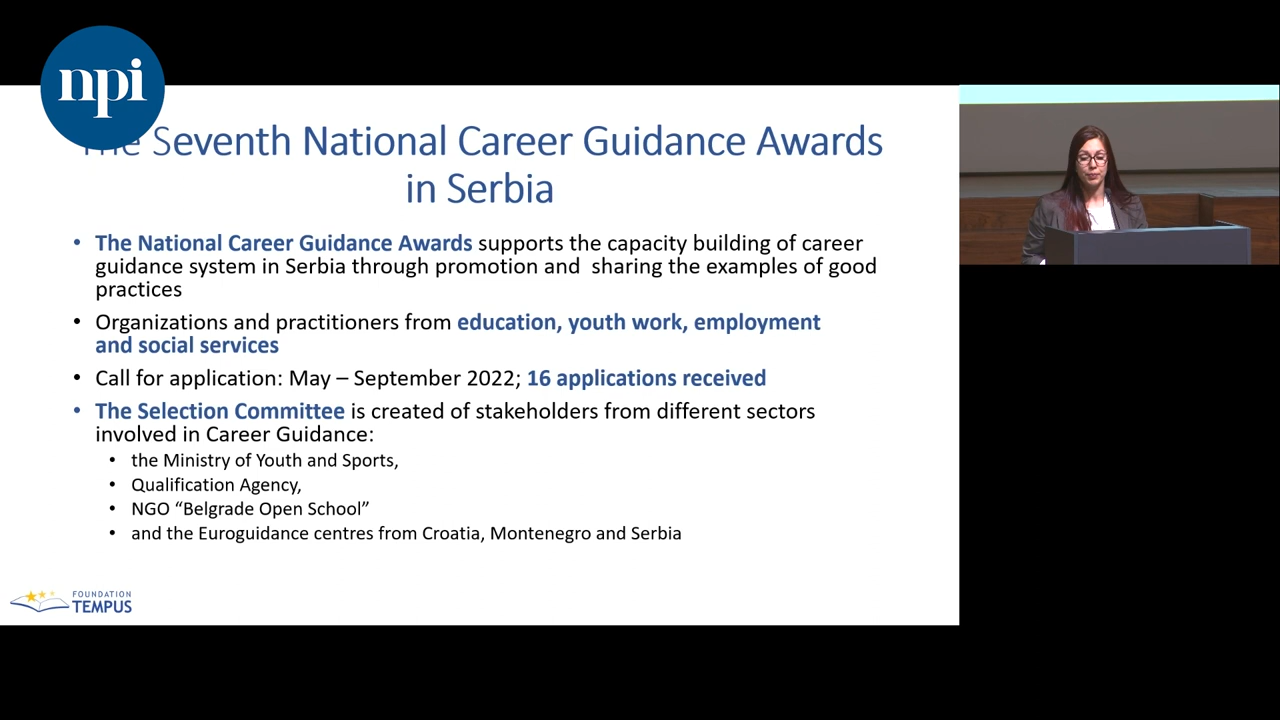 npi
The Seventh National Career Guidance Awards
in Serbia
• The National Career Guidance Awards supports the capacity building of career
guidance system in Serbia through promotion and  sharing the examples of good
practices
• Organizations and practitioners from education, youth work, employment
and social services
• Call for application: May – September 2022; 16 applications received
• The Selection Committee is created of stakeholders from different sectors
involved in Career Guidance:
• the Ministry of Youth and Sports,
• Qualification Agency,
• NGO “Belgrade Open School”
• and the Euroguidance centres from Croatia, Montenegro and Serbia
FOUNDATION
TEMPUS